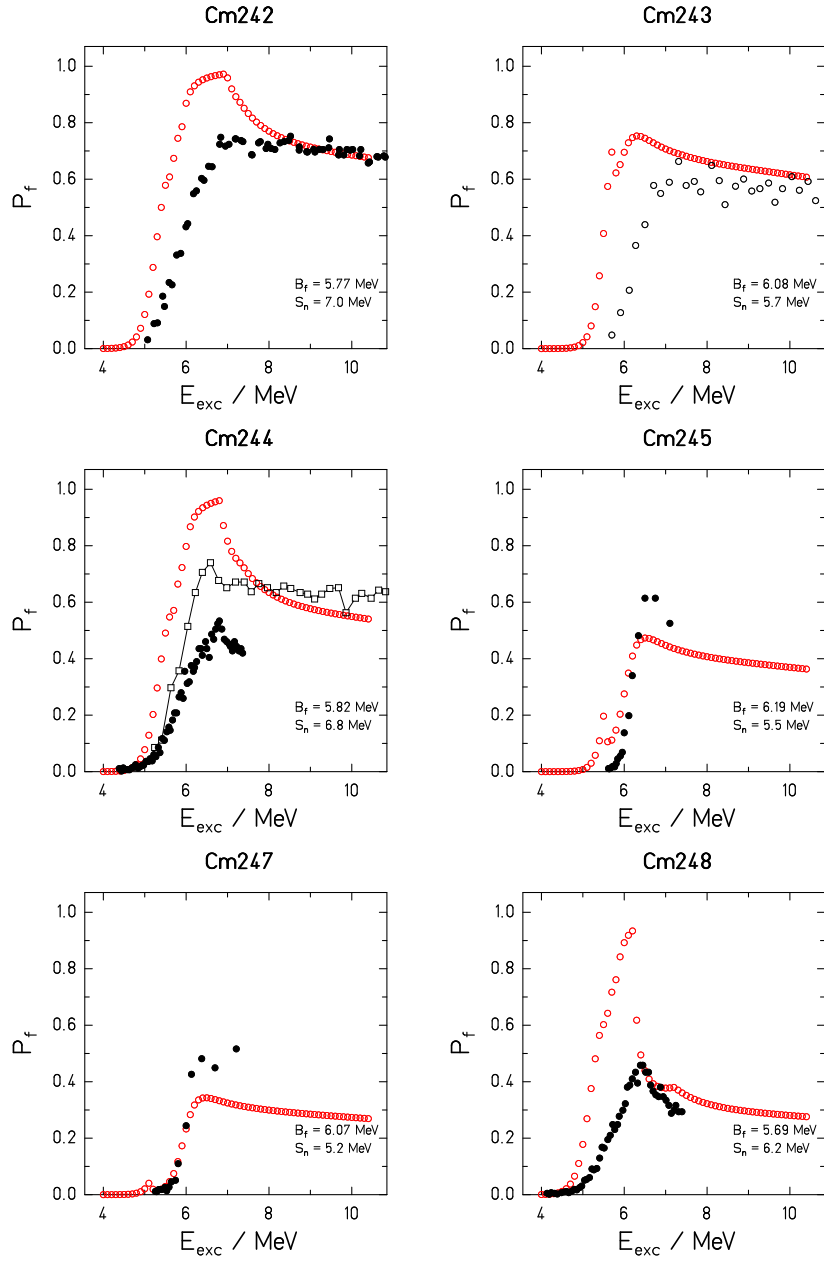 Cm242
1.0
0.8
0.6
0.4
0.2
0.0
P_f
B_f = 5.77 MeV
S_n = 7.0 MeV
4 6 8 10
E_exc / MeV
Cm243
1.0
0.8
0.6
0.4
0.2
0.0
P_f
B_f = 6.08 MeV
S_n = 5.7 MeV
4 6 8 10
E_exc / MeV
Cm244
1.0
0.8
0.6
0.4
0.2
0.0
P_f
B_f = 5.82 MeV
S_n = 6.8 MeV
4 6 8 10
E_exc / MeV
Cm245
1.0
0.8
0.6
0.4
0.2
0.0
P_f
B_f = 6.19 MeV
S_n = 5.5 MeV
4 6 8 10
E_exc / MeV
Cm247
1.0
0.8
0.6
0.4
0.2
0.0
P_f
B_f = 6.07 MeV
S_n = 5.2 MeV
4 6 8 10
E_exc / MeV
Cm248
1.0
0.8
0.6
0.4
0.2
0.0
P_f
B_f = 5.69 MeV
S_n = 6.2 MeV
4 6 8 10
E_exc / MeV